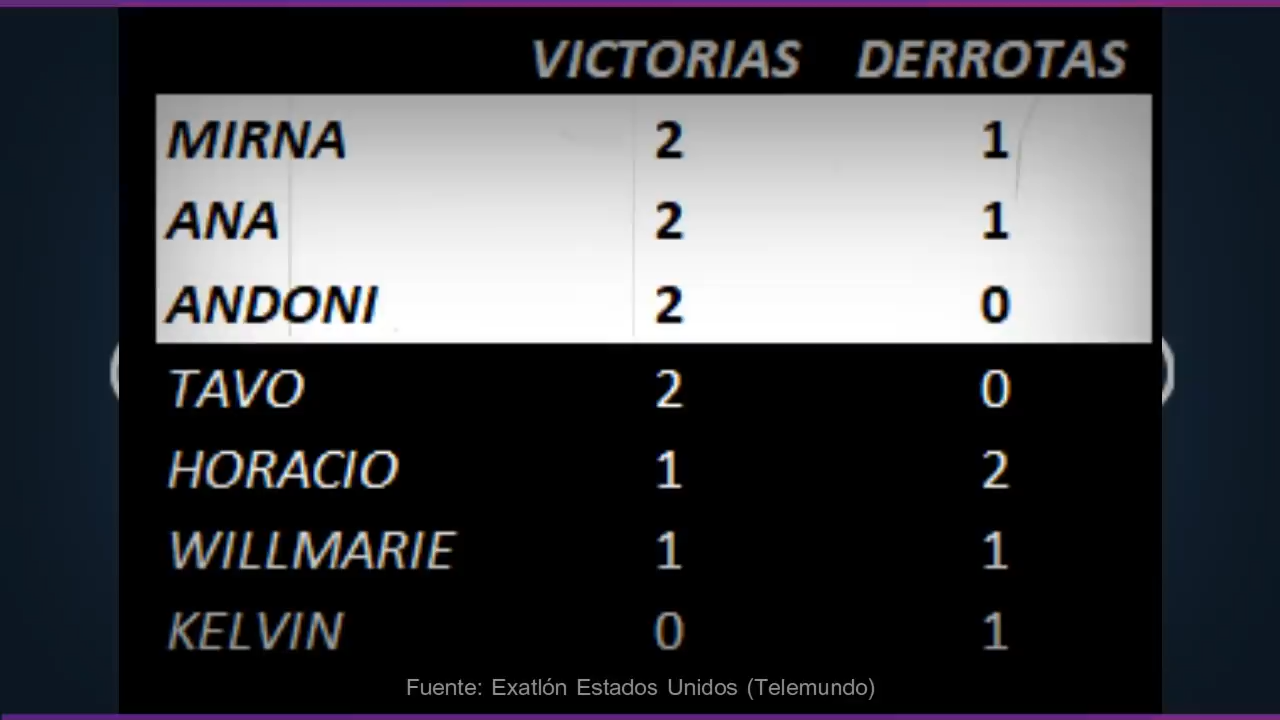 VICTORIAS DERROTAS
MIRNA 2 1
ANA 2 1
ANDONI 2 0
TAVO 2 0
HORACIO 1 2
WILLMARIE 1 1
KELVIN 0 1
Fuente: Exatlón Estados Unidos (Telemundo)